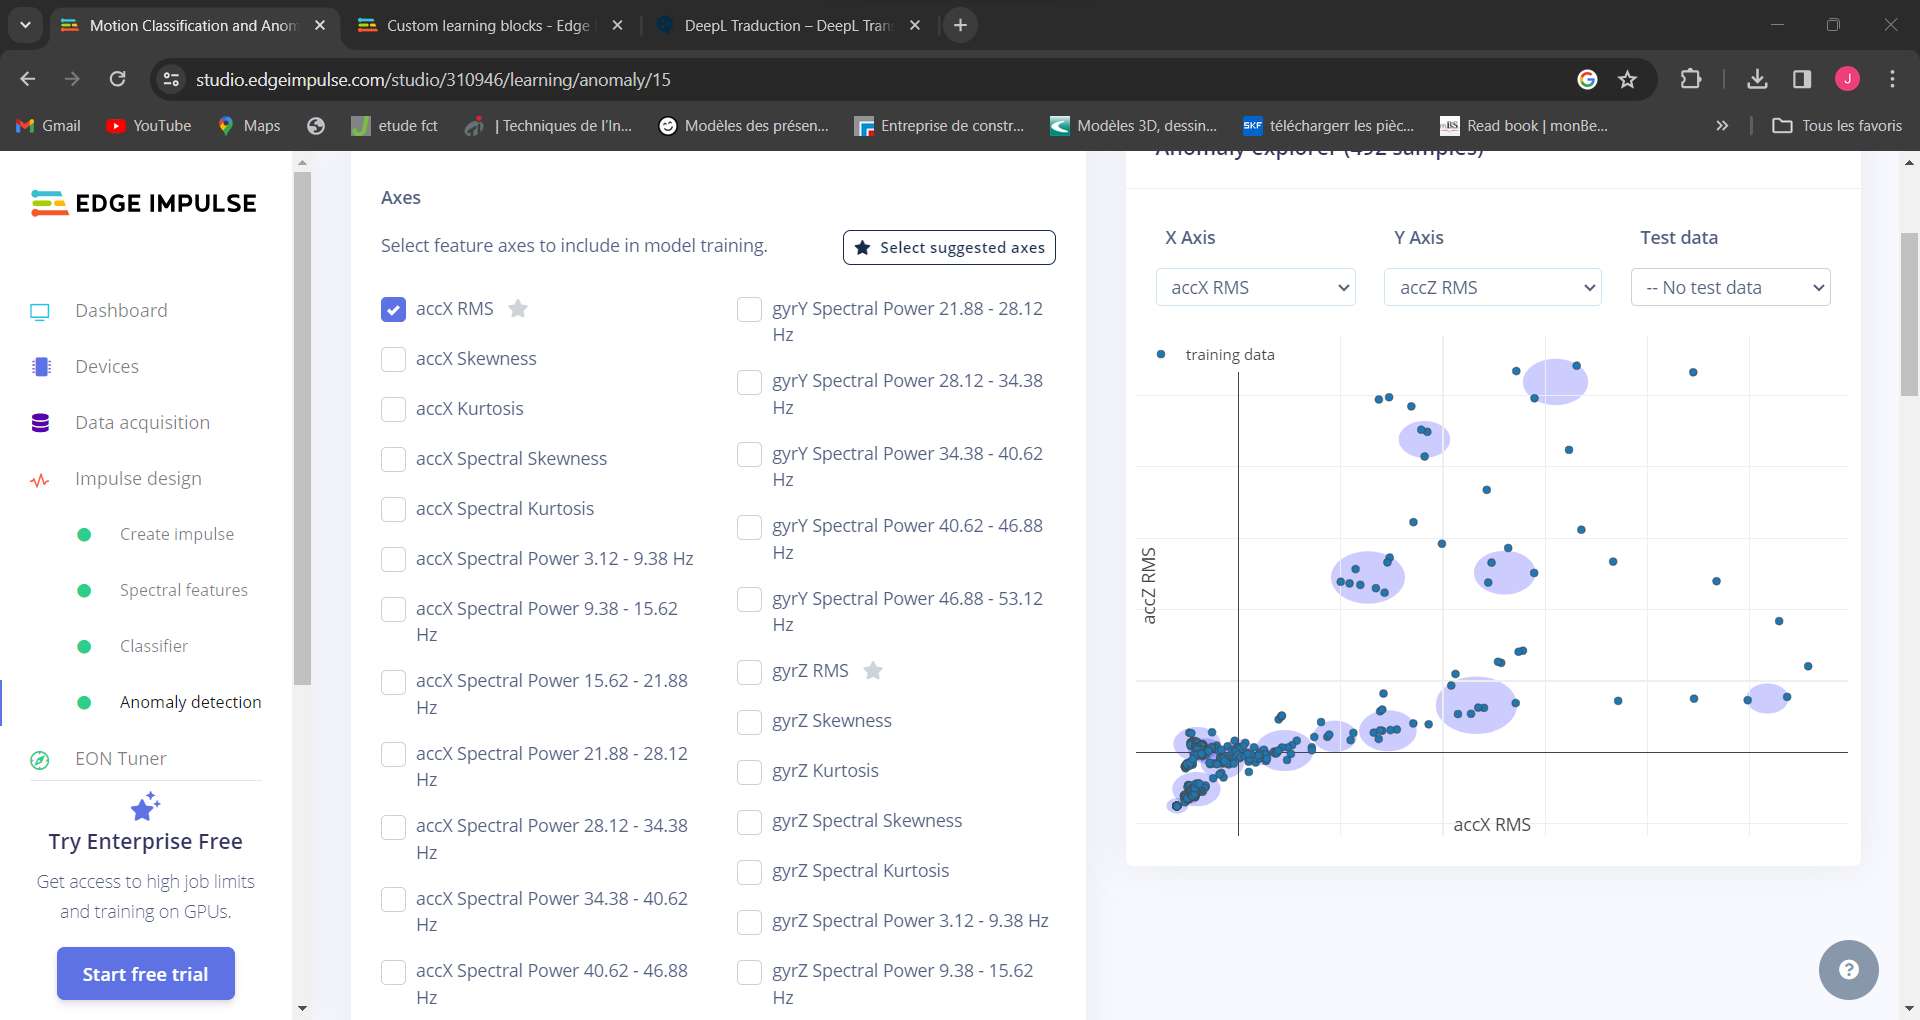 Motion Classification and Anom
Custom learning blocks - Edge
DeepL Traduction – DeepL Tran
studio.edgeimpulse.com/studio/310946/learning/anomaly/15
J
Gmail
YouTube
Maps
etude fct
| Techniques de l'In...
Modèles des présen...
Entreprise de constr...
Modèles 3D, dessin...
SKF
téléchargerr les pièc...
Read book | monBe...
Tous les favoris
EDGE IMPULSE
Dashboard
Devices
Data acquisition
Impulse design
Create impulse
Spectral features
Classifier
Anomaly detection
EON Tuner
Try Enterprise Free
Get access to high job limits
and training on GPUs.
Start free trial
Axes
Select feature axes to include in model training.
Select suggested axes
accX RMS
accX Skewness
accX Kurtosis
accX Spectral Skewness
accX Spectral Kurtosis
accX Spectral Power 3.12 - 9.38 Hz
accX Spectral Power 9.38 - 15.62
Hz
accX Spectral Power 15.62 - 21.88
Hz
accX Spectral Power 21.88 - 28.12
Hz
accX Spectral Power 28.12 - 34.38
Hz
accX Spectral Power 34.38 - 40.62
Hz
accX Spectral Power 40.62 - 46.88
Hz
gyrY Spectral Power 21.88 - 28.12
Hz
gyrY Spectral Power 28.12 - 34.38
Hz
gyrY Spectral Power 34.38 - 40.62
Hz
gyrY Spectral Power 40.62 - 46.88
Hz
gyrY Spectral Power 46.88 - 53.12
Hz
gyrZ RMS
gyrZ Skewness
gyrZ Kurtosis
gyrZ Spectral Skewness
gyrZ Spectral Kurtosis
gyrZ Spectral Power 3.12 - 9.38 Hz
gyrZ Spectral Power 9.38 - 15.62
Hz
Anomaly explorer (492 samples)
X Axis
Y Axis
Test data
accX RMS
accZ RMS
-- No test data
training data
accZ RMS
accX RMS
?